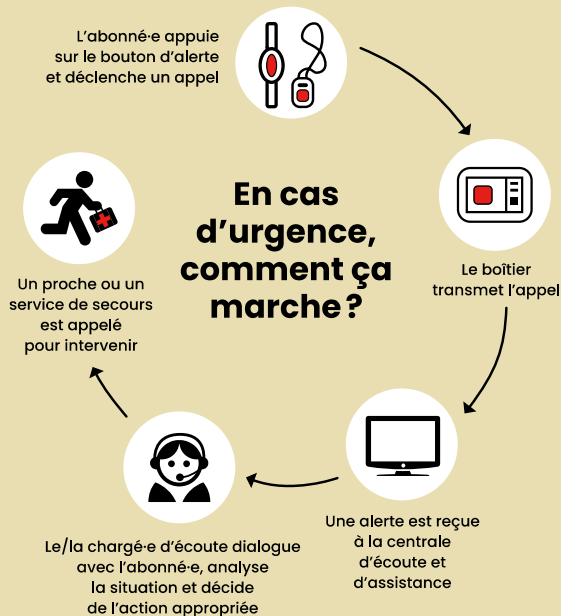 L'abonné·e appuie
sur le bouton d'alerte
et déclenche un appel
En cas
d'urgence,
comment ça
marche ?
Le boîtier
transmet l'appel
Une alerte est reçue
à la centrale
d'écoute et
d'assistance
Le/la chargé·e d'écoute dialogue
avec l'abonné·e, analyse
la situation et décide
de l'action appropriée
Un proche ou un
service de secours
est appelé
pour intervenir